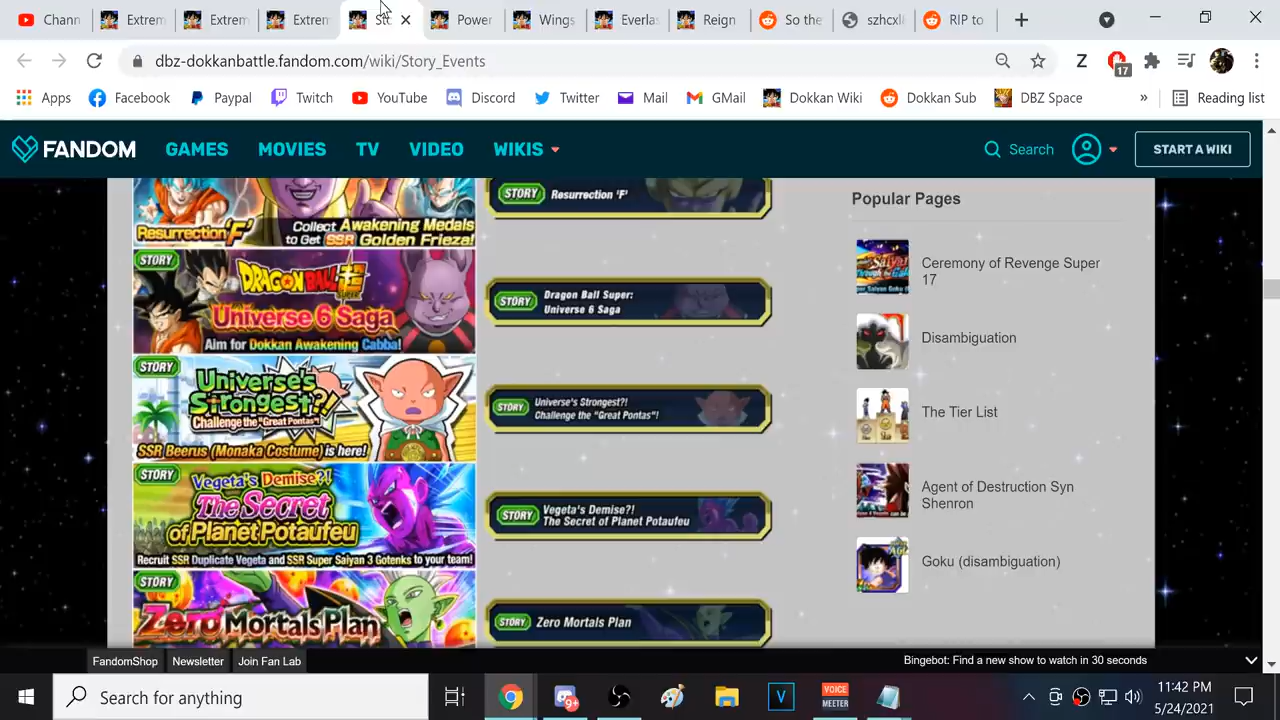 Chann
Extrem
Extrem
Extrem
Sto
Power
Wings
Everlas
Reign
So the
szhcxl
RIP to
dbz-dokkanbattle.fandom.com/wiki/Story_Events
Z
17
Apps
Facebook
Paypal
Twitch
YouTube
Discord
Twitter
Mail
GMail
Dokkan Wiki
Dokkan Sub
DBZ Space
»
Reading list
FANDOM
GAMES
MOVIES
TV
VIDEO
WIKIS
Search
START A WIKI
Resurrection 'F'
Collect Awakening Medals
to Get SSR Golden Frieza!
STORY
Resurrection 'F'
STORY
DRAGON BALL SUPER
Universe 6 Saga
Aim for Dokkan Awakening Cabba!
STORY
Dragon Ball Super:
Universe 6 Saga
STORY
Universe's
Strongest?!
Challenge the "Great Pontas"!
SSR Beerus (Monaka Costume) is here!
STORY
Universe's Strongest?!
Challenge the "Great Pontas"!
STORY
Vegeta's Demise?!
The Secret
of Planet Potaufeu
Recruit SSR Duplicate Vegeta and SSR Super Saiyan 3 Gotenks to your team!
STORY
Vegeta's Demise?!
The Secret of Planet Potaufeu
STORY
Zero Mortals Plan
STORY
Zero Mortals Plan
Popular Pages
Ceremony of Revenge Super
17
Disambiguation
The Tier List
Agent of Destruction Syn
Shenron
Goku (disambiguation)
FandomShop
Newsletter
Join Fan Lab
Bingebot: Find a new show to watch in 30 seconds
Search for anything
9+
V
VOICE
MEETER
11:42 PM
5/24/2021